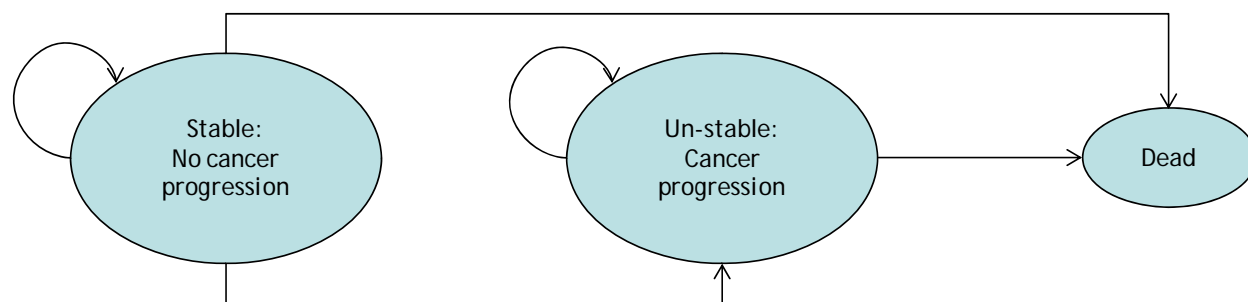 Stable:
No cancer
progression
Un-stable:
Cancer
progression
Dead